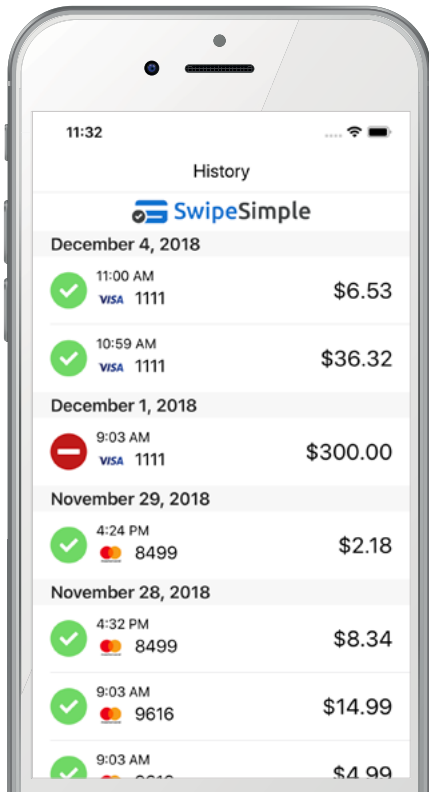 11:32
History
SwipeSimple
December 4, 2018
11:00 AM
VISA 1111
$6.53
10:59 AM
VISA 1111
$36.32
December 1, 2018
9:03 AM
VISA 1111
$300.00
November 29, 2018
4:24 PM
8499
$2.18
November 28, 2018
4:32 PM
8499
$8.34
9:03 AM
9616
$14.99
9:03 AM
$4.99